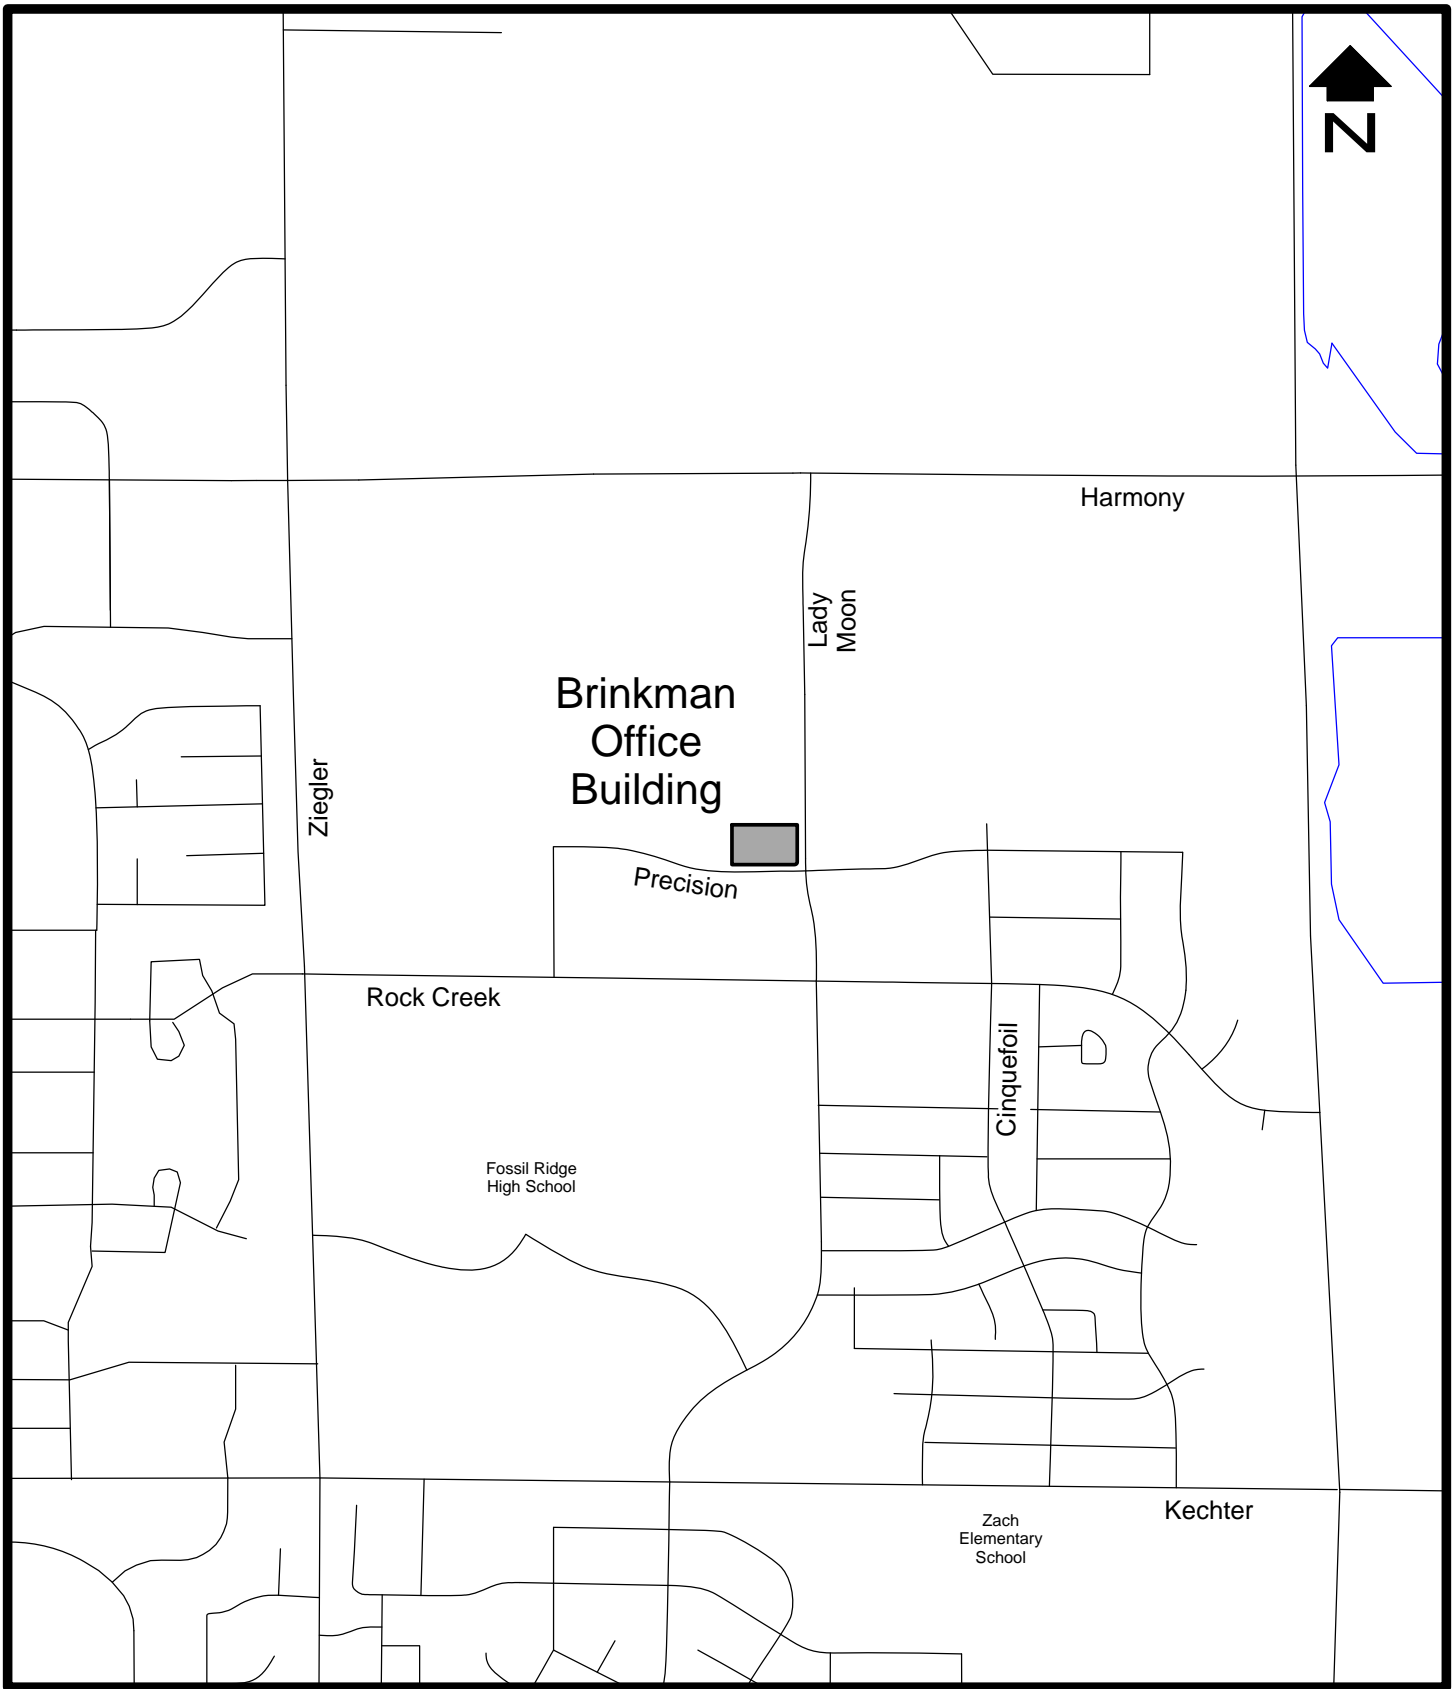 N
Harmony
Lady
Moon
Brinkman
Office
Building
Ziegler
Precision
Rock Creek
Cinquefoil
Fossil Ridge
High School
Kechter
Zach
Elementary
School